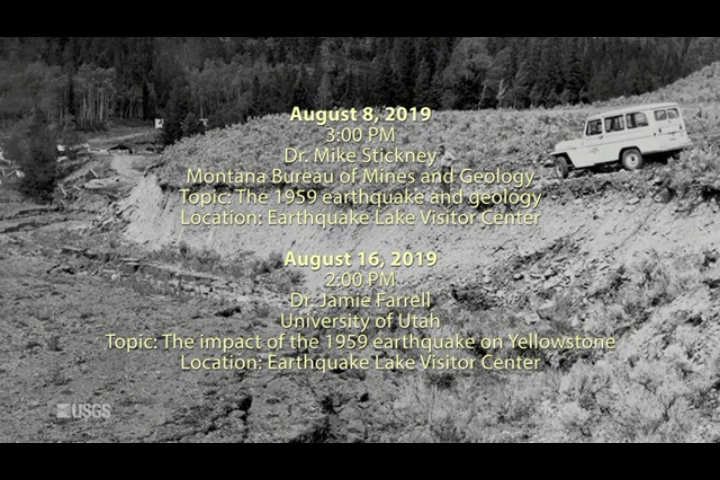 August 8, 2019
3:00 PM
Dr. Mike Stickney
Montana Bureau of Mines and Geology
Topic: The 1959 earthquake and geology
Location: Earthquake Lake Visitor Center
August 16, 2019
2:00 PM
Dr. Jamie Farrell
University of Utah
Topic: The impact of the 1959 earthquake on Yellowstone
Location: Earthquake Lake Visitor Center
USGS